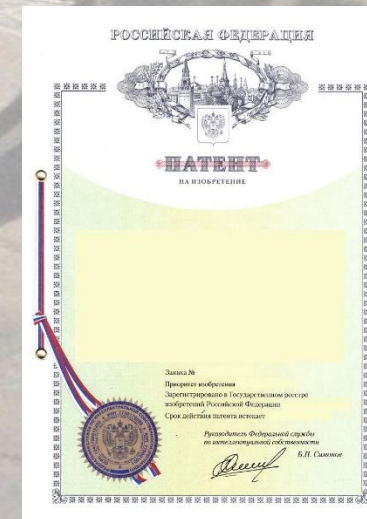 РОССИЙСКАЯ ФЕДЕРАЦИЯ
ПАТЕНТ
НА ИЗОБРЕТЕНИЕ
Заявка №
Приоритет изобретения
Зарегистрировано в Государственном реестре
изобретений Российской Федерации
Срок действия патента истекает
Руководитель Федеральной службы
по интеллектуальной собственности
Б.П. Симонов